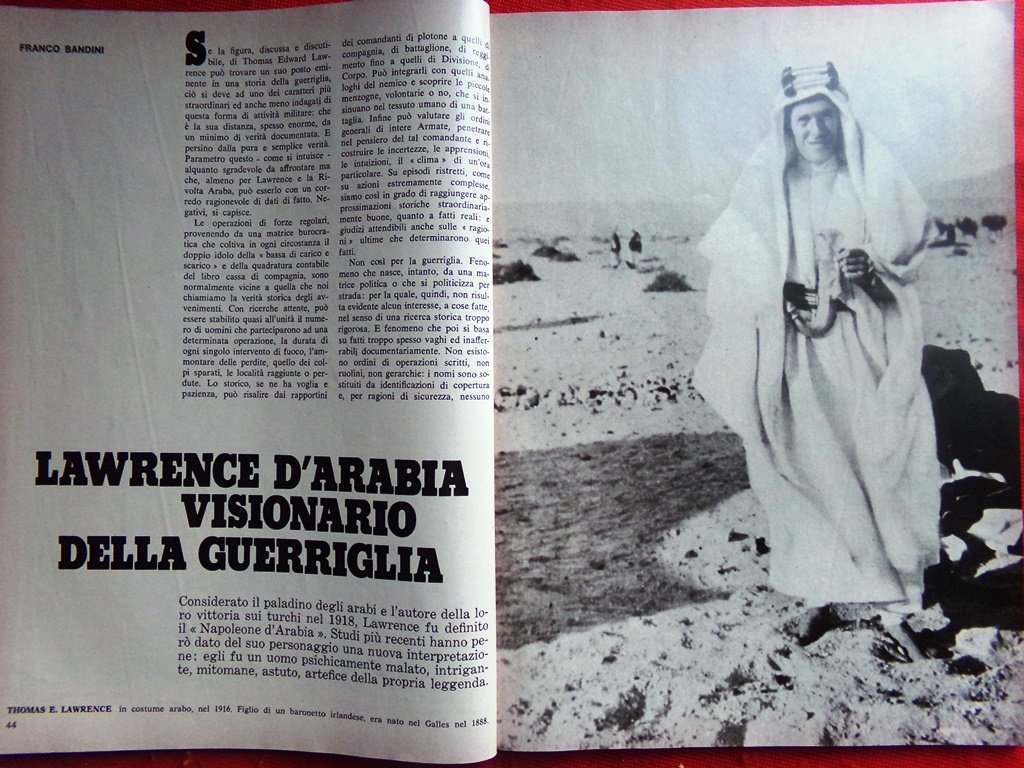 FRANCO BANDINI
Se la figura, discussa e discuti-
bile, di Thomas Edward Law-
rence può trovare un suo posto emi-
nente in una storia della guerriglia,
ciò si deve ad uno dei caratteri più
straordinari ed anche meno indagati di
questa forma di attività militare: che
è la sua distanza, spesso enorme, da
un minimo di verità documentata. E
persino dalla pura e semplice verità.
Parametro questo - come si intuisce -
alquanto sgradevole da affrontare ma
che, almeno per Lawrence e la Ri-
volta Araba, può esserlo con un cor-
redo ragionevole di dati di fatto. Ne-
gativi, si capisce.
Le operazioni di forze regolari,
provenendo da una matrice burocra-
tica che coltiva in ogni circostanza il
doppio idolo della « bassa di carico e
scarico » e della quadratura contabile
del libro cassa di compagnia, sono
normalmente vicine a quella che noi
chiamiamo la verità storica degli av-
venimenti. Con ricerche attente, può
essere stabilito quasi all'unità il nume-
ro di uomini che parteciparono ad una
determinata operazione, la durata di
ogni singolo intervento di fuoco, l'am-
montare delle perdite, quello dei col-
pi sparati, le località raggiunte o per-
dute. Lo storico, se ne ha voglia e
pazienza, può risalire dai rapporti
dei comandanti di plotone a quelli di
compagnia, di battaglione, di reggi-
mento fino a quelli di Divisione, di
Corpo. Può integrarli con quelli ana-
loghi del nemico e scoprire le piccole
menzogne, volontarie o no, che si in-
sinuano nel tessuto umano di una bat-
taglia. Infine può valutare gli ordini
generali di intere Armate, penetrare
nel pensiero del tal comandante e ri-
costruire le incertezze, le apprensioni,
le intuizioni, il « clima » di un'ora
particolare. Su episodi ristretti, come
su azioni estremamente complesse,
siamo così in grado di raggiungere ap-
prossimazioni storiche straordinaria-
mente buone, quanto a fatti reali: e
giudizi attendibili anche sulle « ragio-
ni » ultime che determinarono quei
fatti.
Non così per la guerriglia. Feno-
meno che nasce, intanto, da una ma-
trice politica o che si politicizza per
strada: per la quale, quindi, non risul-
ta evidente alcun interesse, a cose fatte,
nel senso di una ricerca storica troppo
rigorosa. E fenomeno che poi si basa
su fatti troppo spesso vaghi ed inaffer-
rabili documentariamente. Non esisto-
no ordini di operazioni scritti, non
ruolini, non gerarchie: i nomi sono so-
stituiti da identificazioni di copertura
e, per ragioni di sicurezza, nessuno
LAWRENCE D'ARABIA
VISIONARIO
DELLA GUERRIGLIA
Considerato il paladino degli arabi e l'autore della lo-
ro vittoria sui turchi nel 1918, Lawrence fu definito
il « Napoleone d'Arabia ». Studi più recenti hanno pe-
rò dato del suo personaggio una nuova interpretazio-
ne: egli fu un uomo psichicamente malato, intrigan-
te, mitomane, astuto, artefice della propria leggenda.
THOMAS E. LAWRENCE in costume arabo, nel 1916. Figlio di un baronetto irlandese, era nato nel Galles nel 1888.
44